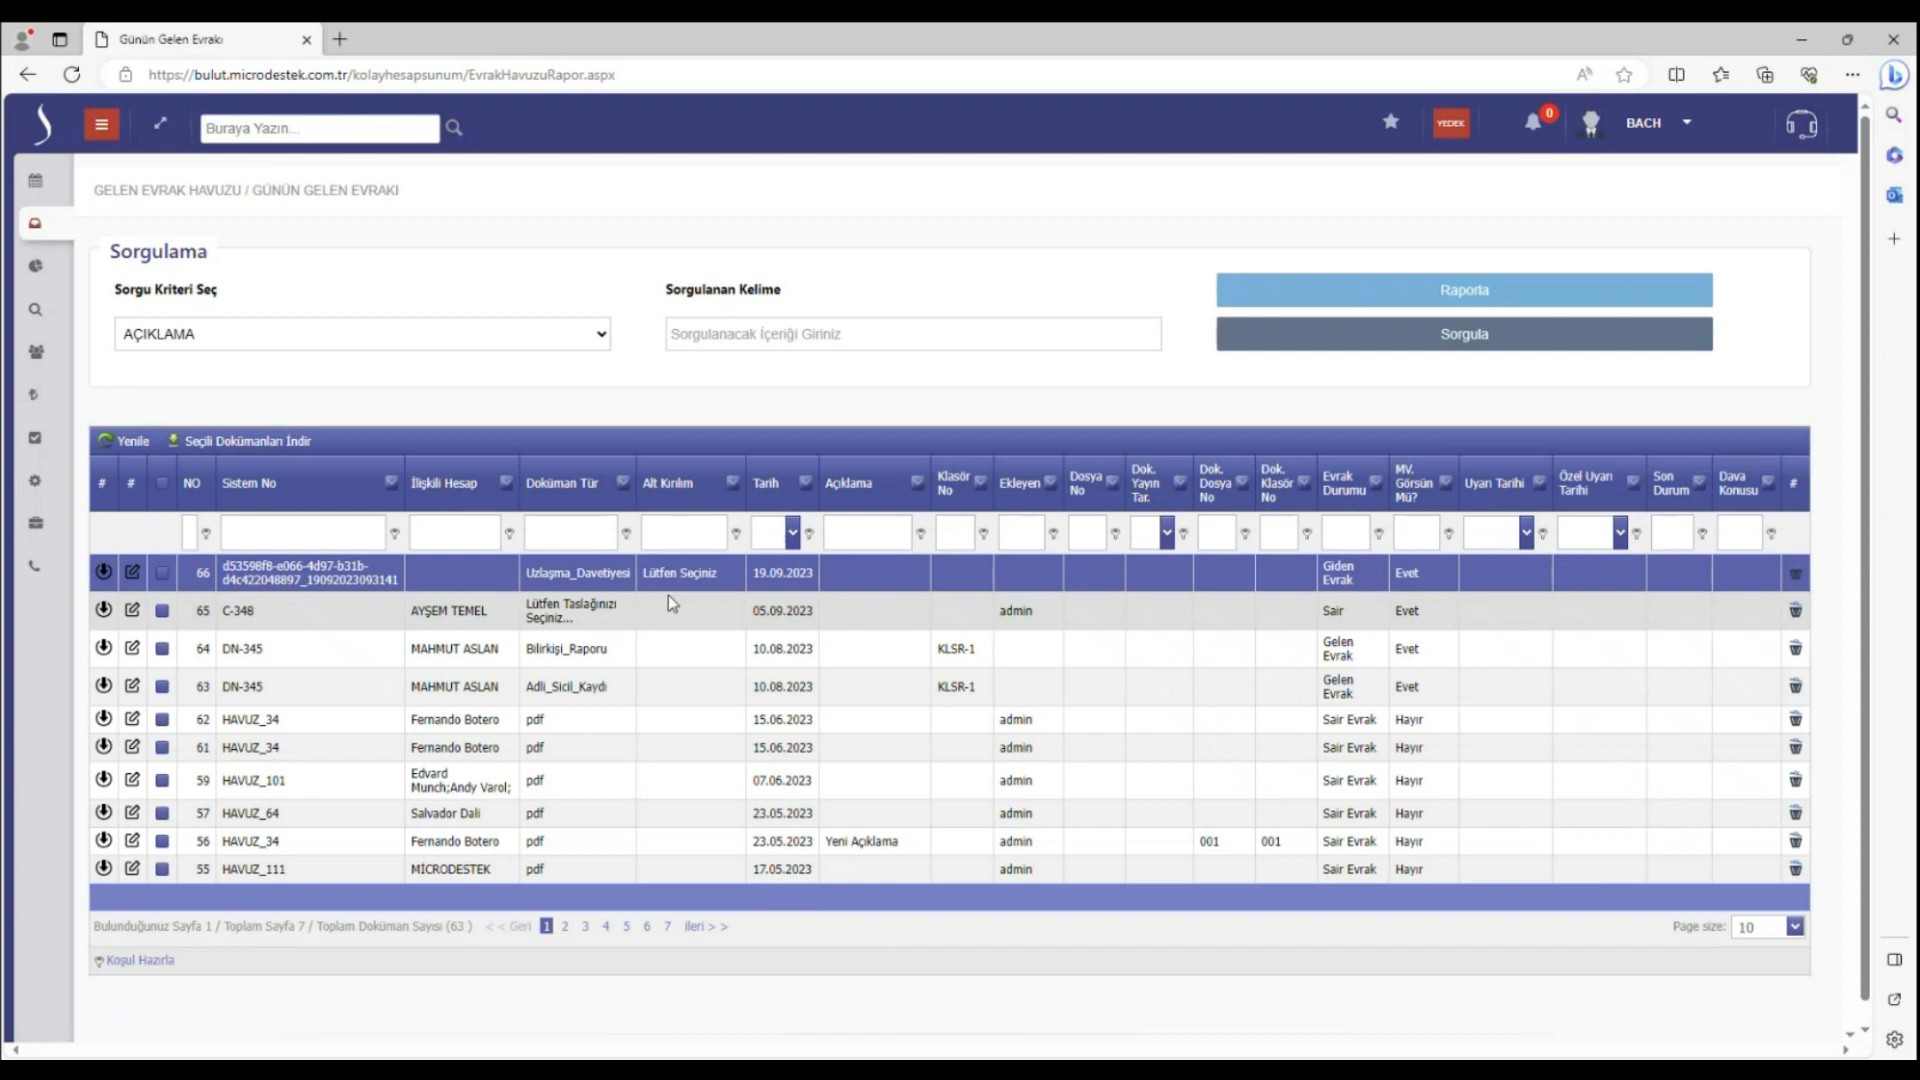 Günün Gelen Evrakı
https://bulut.microdestek.com.tr/kolayhesapsunum/EvrakHavuzuRapor.aspx
Buraya Yazın...
YEDEK
0
BACH
GELEN EVRAK HAVUZU / GÜNÜN GELEN EVRAKI
Sorgulama
Sorgu Kriteri Seç
Sorgulanan Kelime
Raporla
AÇIKLAMA
Sorgulanacak İçeriği Giriniz
Sorgula
Yenile Seçili Dokümanları İndir
# # NO Sistem No İlişkili Hesap Doküman Tür Alt Kırılım Tarih Açıklama Klasör No Ekleyen Dosya No Dok. Yayın Tar. Dok. Dosya No Dok. Klasör No Evrak Durumu MV. Görsün Mü? Uyarı Tarihi Özel Uyarı Tarihi Son Durum Dava Konusu #
66 d53598f8-e066-4d97-b31b-d4c422048897_19092023093141 Uzlaşma_Davetiyesi Lütfen Seçiniz 19.09.2023 Giden Evrak Evet
65 C-348 AYŞEM TEMEL Lütfen Taslağınızı Seçiniz... 05.09.2023 admin Sair Evet
64 DN-345 MAHMUT ASLAN Bilirkişi_Raporu 10.08.2023 KLSR-1 Gelen Evrak Evet
63 DN-345 MAHMUT ASLAN Adli_Sicil_Kaydı 10.08.2023 KLSR-1 Gelen Evrak Evet
62 HAVUZ_34 Fernando Botero pdf 15.06.2023 admin Sair Evrak Hayır
61 HAVUZ_34 Fernando Botero pdf 15.06.2023 admin Sair Evrak Hayır
59 HAVUZ_101 Edvard Munch;Andy Varol; pdf 07.06.2023 admin Sair Evrak Hayır
57 HAVUZ_64 Salvador Dali pdf 23.05.2023 admin Sair Evrak Hayır
56 HAVUZ_34 Fernando Botero pdf 23.05.2023 Yeni Açıklama admin 001 001 Sair Evrak Hayır
55 HAVUZ_111 MİCRODESTEK pdf 17.05.2023 admin Sair Evrak Hayır
Bulunduğunuz Sayfa 1 / Toplam Sayfa 7 / Toplam Doküman Sayısı (63 ) < < Geri 1 2 3 4 5 6 7 ileri > > Page size: 10
Koşul Hazırla